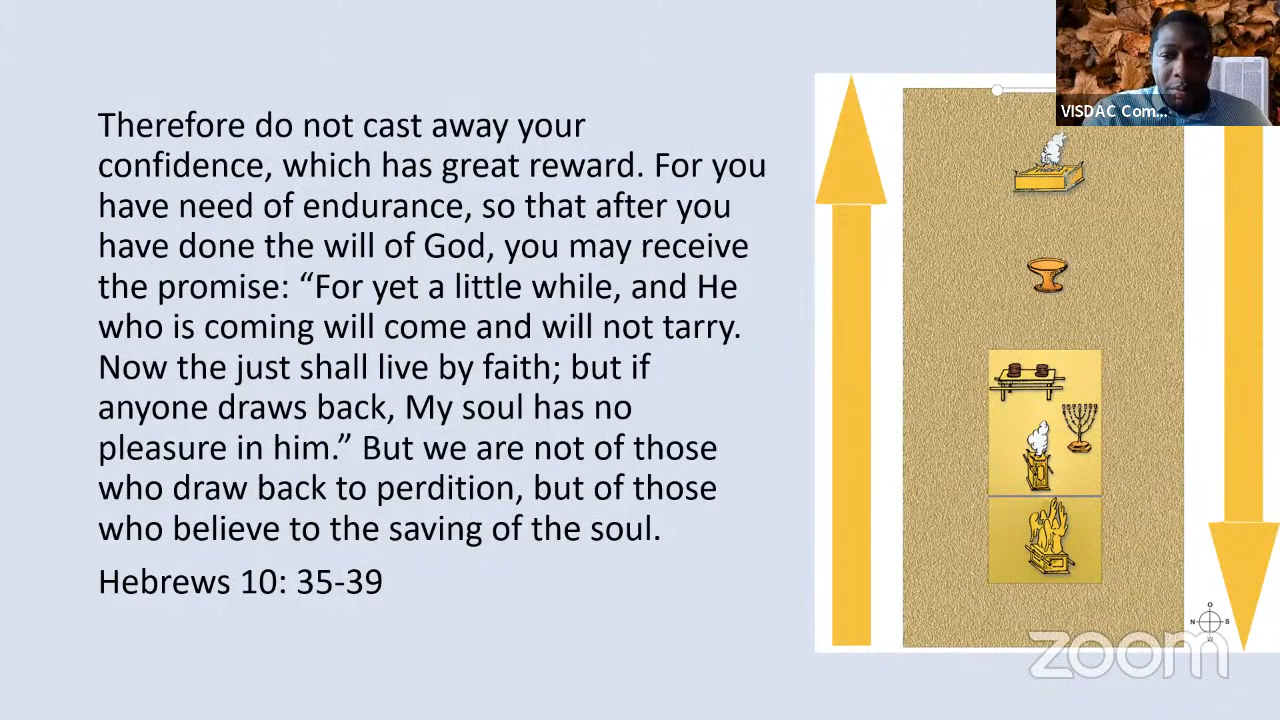 Therefore do not cast away your
confidence, which has great reward. For you
have need of endurance, so that after you
have done the will of God, you may receive
the promise: “For yet a little while, and He
who is coming will come and will not tarry.
Now the just shall live by faith; but if
anyone draws back, My soul has no
pleasure in him.” But we are not of those
who draw back to perdition, but of those
who believe to the saving of the soul.
Hebrews 10: 35-39
VISDAC Com...
O
N S
W
zoom